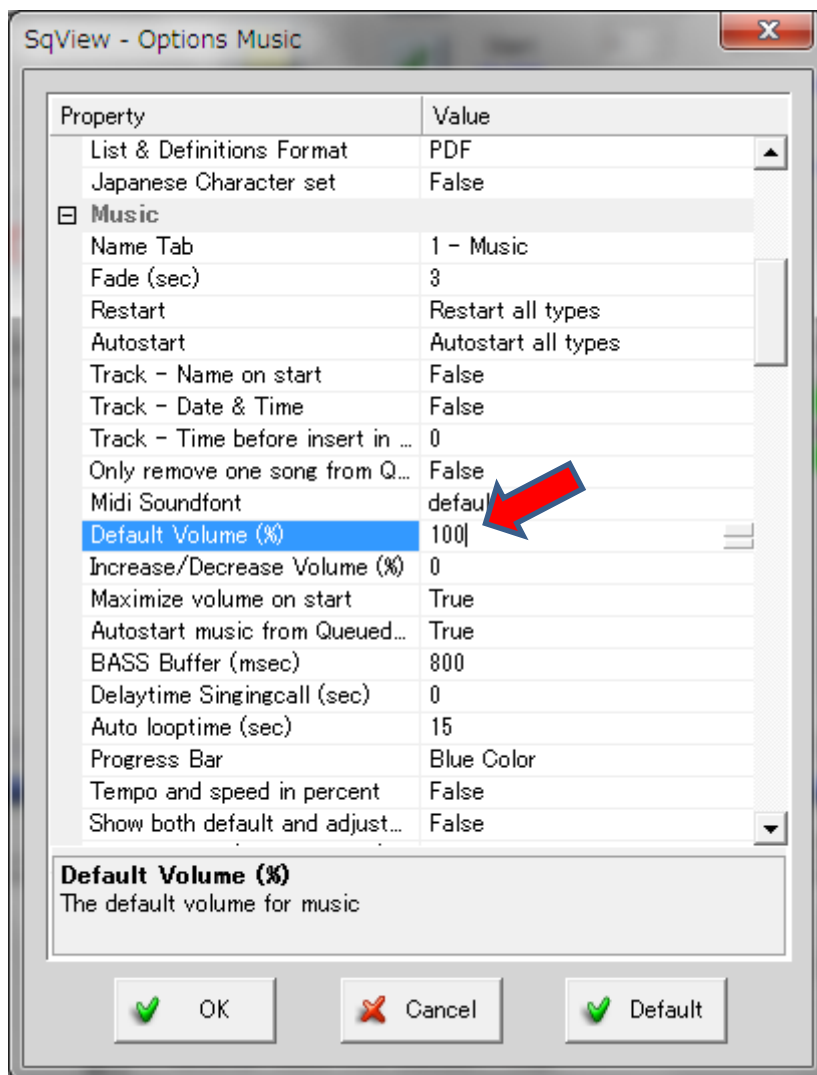 SqView - Options Music
Property Value
List & Definitions Format PDF
Japanese Character set False
Music
Name Tab 1 - Music
Fade (sec) 3
Restart Restart all types
Autostart Autostart all types
Track - Name on start False
Track - Date & Time False
Track - Time before insert in ... 0
Only remove one song from Q... False
Midi Soundfont defaul
Default Volume (%) 100
Increase/Decrease Volume (%) 0
Maximize volume on start True
Autostart music from Queued... True
BASS Buffer (msec) 800
Delaytime Singingcall (sec) 0
Auto looptime (sec) 15
Progress Bar Blue Color
Tempo and speed in percent False
Show both default and adjust... False
Default Volume (%)
The default volume for music
OK Cancel Default